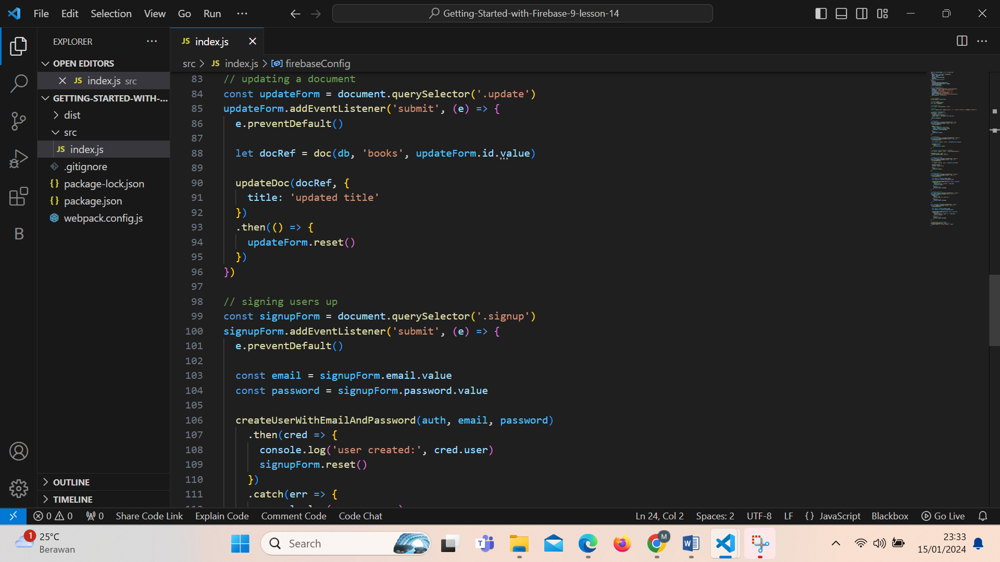 File Edit Selection View Go Run ···
Getting-Started-with-Firebase-9-lesson-14
EXPLORER
JS index.js
OPEN EDITORS
JS index.js src
GETTING-STARTED-WITH-...
dist
src
JS index.js
.gitignore
{} package-lock.json
{} package.json
webpack.config.js
B
OUTLINE
TIMELINE
src > JS index.js > firebaseConfig
83 // updating a document
84 const updateForm = document.querySelector('.update')
85 updateForm.addEventListener('submit', (e) => {
86 e.preventDefault()
87
88 let docRef = doc(db, 'books', updateForm.id.value)
89
90 updateDoc(docRef, {
91 title: 'updated title'
92 })
93 .then(() => {
94 updateForm.reset()
95 })
96 })
97
98 // signing users up
99 const signupForm = document.querySelector('.signup')
100 signupForm.addEventListener('submit', (e) => {
101 e.preventDefault()
102
103 const email = signupForm.email.value
104 const password = signupForm.password.value
105
106 createUserWithEmailAndPassword(auth, email, password)
107 .then(cred => {
108 console.log('user created:', cred.user)
109 signupForm.reset()
110 })
111 .catch(err => {
0 0 0 Share Code Link Explain Code Comment Code Code Chat
Ln 24, Col 2 Spaces: 2 UTF-8 LF {} JavaScript Blackbox Go Live
1 25°C
Berawan
Search
T
M
W
23:33
15/01/2024